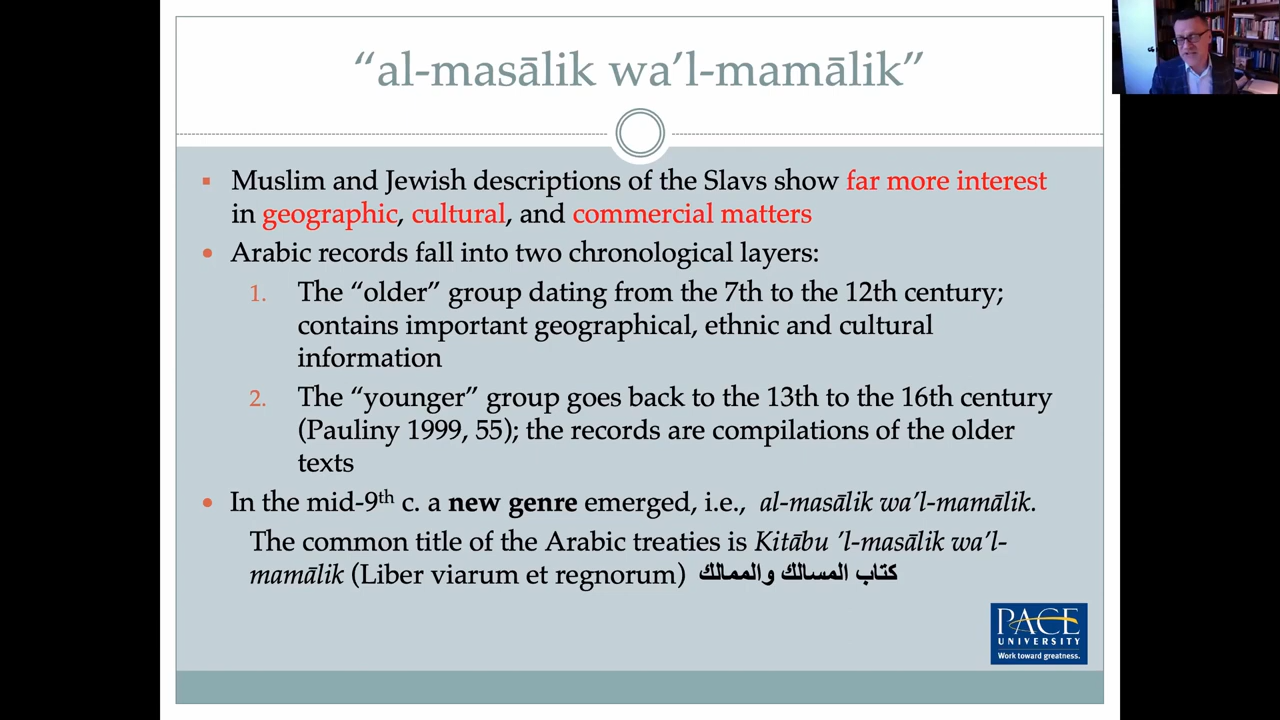 “al-masālik wa’l-mamālik”
Muslim and Jewish descriptions of the Slavs show far more interest
in geographic, cultural, and commercial matters
Arabic records fall into two chronological layers:
1. The “older” group dating from the 7th to the 12th century;
contains important geographical, ethnic and cultural
information
2. The “younger” group goes back to the 13th to the 16th century
(Pauliny 1999, 55); the records are compilations of the older
texts
In the mid-9th c. a new genre emerged, i.e., al-masālik wa’l-mamālik.
The common title of the Arabic treaties is Kitābu ’l-masālik wa’l-
mamālik (Liber viarum et regnorum) كتاب المسالك والممالك
PACE
UNIVERSITY
Work toward greatness.